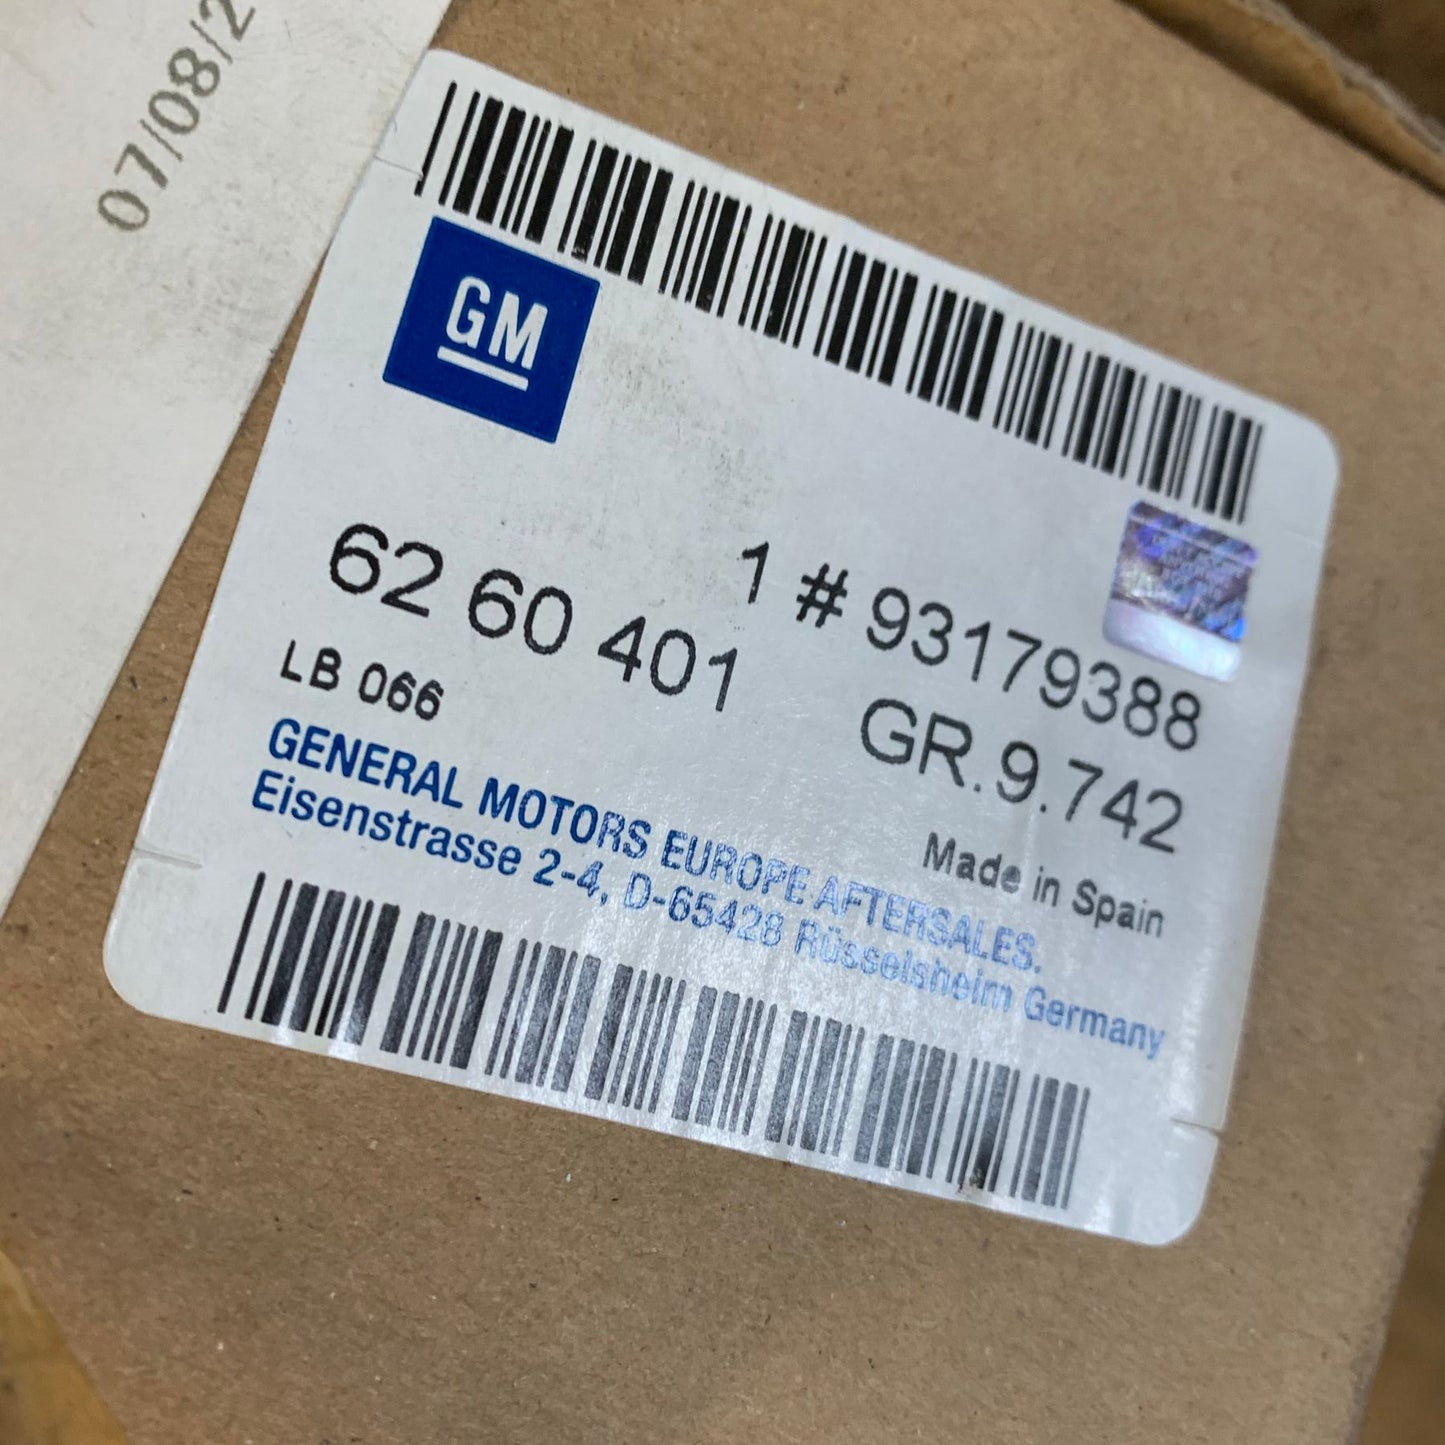 07/08/2
GM
62 60 401
1 # 93179388
LB 066
GR.9.742
GENERAL MOTORS EUROPE AFTERSALES.
Made in Spain
Eisenstrasse 2-4, D-65428 Rüsselsheim Germany